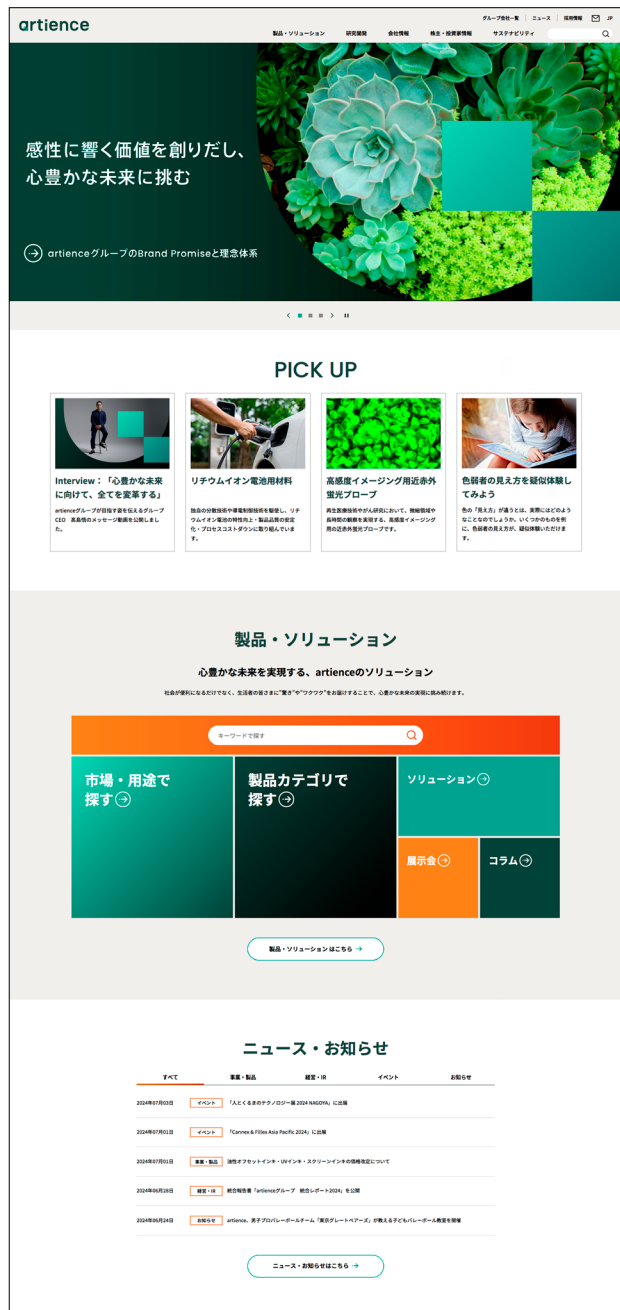 artience
グループ会社一覧 ニュース 採用情報 JP
製品・ソリューション 研究開発 会社情報 株主・投資家情報 サステナビリティ
感性に響く価値を創りだし、
心豊かな未来に挑む
artienceグループのBrand Promiseと理念体系
PICK UP
Interview：「心豊かな未来
に向けて、全てを変革する」
artienceグループが目指す姿を伝えるグループ
CEO 髙島悟のメッセージ動画を公開しまし
た。
リチウムイオン電池用材料
独自の分散技術や導電制御技術を駆使し、リチ
ウムイオン電池の特性向上・製品品質の安定
化・プロセスコストダウンに取り組んでいま
す。
高感度イメージング用近赤外
蛍光プローブ
再生医療技術やがん研究において、微細領域や
長時間の観察を実現する、高感度イメージング
用の近赤外蛍光プローブです。
色弱者の見え方を疑似体験し
てみよう
色の「見え方」が違うとは、実際にはどのよう
なことなのでしょうか。いくつかのものを例
に、色弱者の見え方が、疑似体験いただけま
す。
製品・ソリューション
心豊かな未来を実現する、artienceのソリューション
社会が便利になるだけでなく、生活者の皆さまに"驚き"や"ワクワク"をお届けすることで、心豊かな未来の実現に挑み続けます。
キーワードで探す
市場・用途で
探す
製品カテゴリで
探す
ソリューション
展示会
コラム
製品・ソリューションはこちら →
ニュース・お知らせ
すべて 事業・製品 経営・IR イベント お知らせ
2024年07月03日 イベント 「人とくるまのテクノロジー展 2024 NAGOYA」に出展
2024年07月01日 イベント 「Cannex & Fillex Asia Pacific 2024」に出展
2024年07月01日 事業・製品 油性オフセットインキ・UVインキ・スクリーンインキの価格改定について
2024年06月28日 経営・IR 統合報告書「artienceグループ 統合レポート2024」を公開
2024年06月24日 お知らせ artience、男子プロバレーボールチーム「東京グレートベアーズ」が教える子どもバレーボール教室を開催
ニュース・お知らせはこちら →